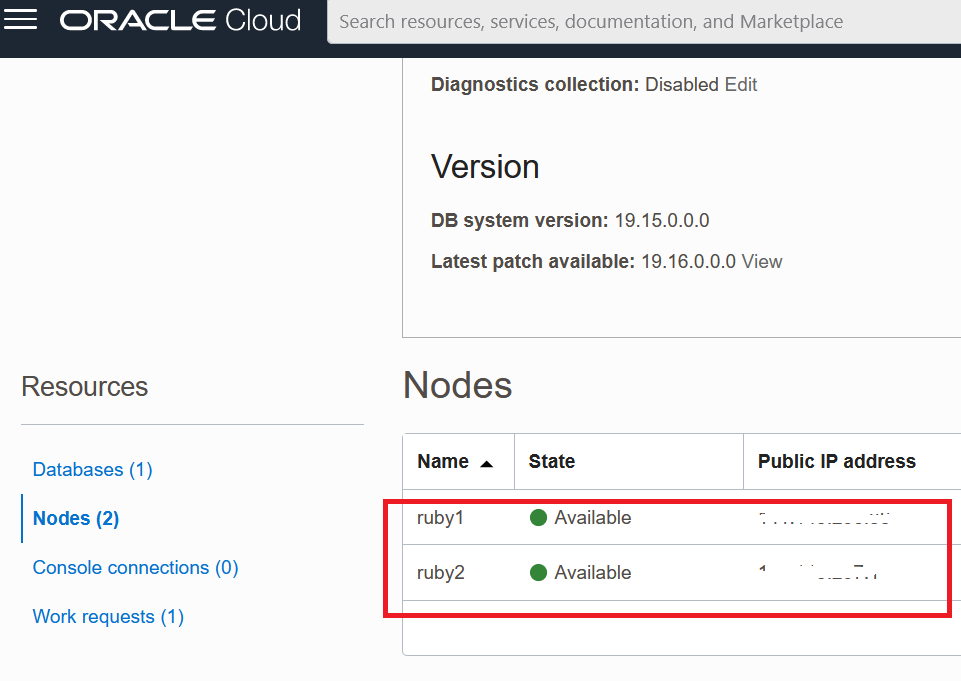 ORACLE Cloud
Search resources, services, documentation, and Marketplace
Diagnostics collection: Disabled Edit
Version
DB system version: 19.15.0.0.0
Latest patch available: 19.16.0.0.0 View
Resources
Databases (1)
Nodes (2)
Console connections (0)
Work requests (1)
Nodes
Name State Public IP address
ruby1 Available
ruby2 Available